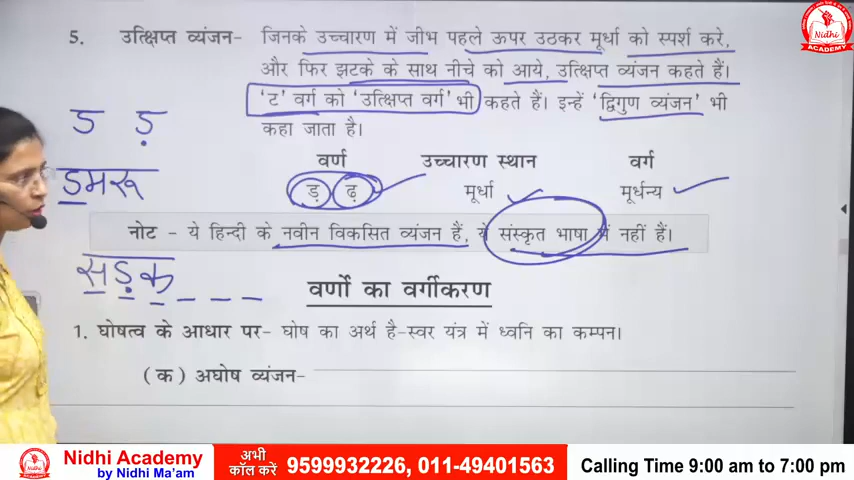 5. उत्क्षिप्त व्यंजन- जिनके उच्चारण में जीभ पहले ऊपर उठकर मूर्धा को स्पर्श करे,
और फिर झटके के साथ नीचे को आये, उत्क्षिप्त व्यंजन कहते हैं।
'ट' वर्ग को 'उत्क्षिप्त वर्ग' भी कहते हैं। इन्हें 'द्विगुण व्यंजन' भी
कहा जाता है।
ड ड़
डमरू
वर्ण उच्चारण स्थान वर्ग
ड़ ढ़ मूर्धा मूर्धन्य
नोट - ये हिन्दी के नवीन विकसित व्यंजन हैं, ये संस्कृत भाषा में नहीं हैं।
सड़क
वर्णो का वर्गीकरण
1. घोषत्व के आधार पर- घोष का अर्थ है-स्वर यंत्र में ध्वनि का कम्पन।
(क) अघोष व्यंजन-
Nidhi
ACADEMY
Nidhi Academy
by Nidhi Ma'am
अभी
कॉल करें
9599932226, 011-49401563
Calling Time 9:00 am to 7:00 pm